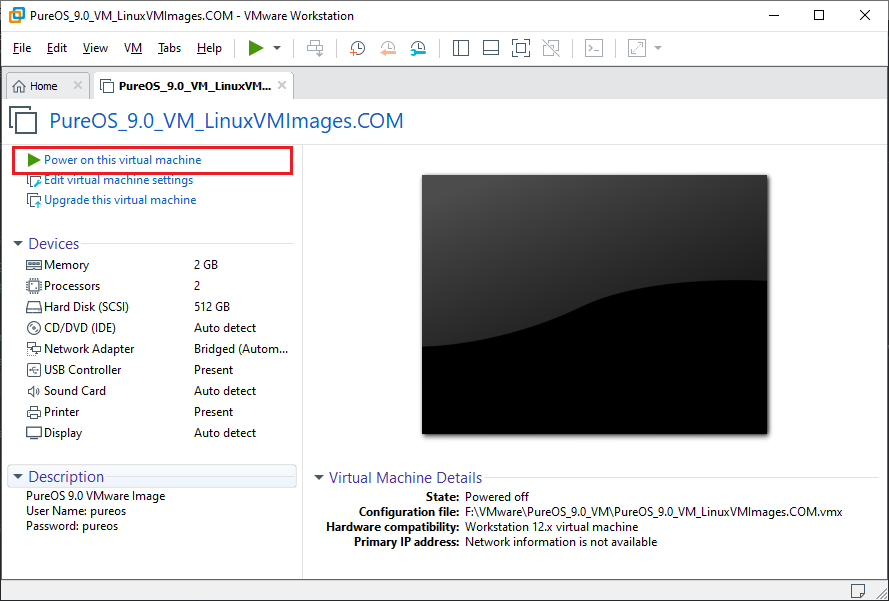 PureOS_9.0_VM_LinuxVMImages.COM - VMware Workstation
File Edit View VM Tabs Help
Home PureOS_9.0_VM_LinuxVM...
PureOS_9.0_VM_LinuxVMImages.COM
Power on this virtual machine
Edit virtual machine settings
Upgrade this virtual machine
Devices
Memory 2 GB
Processors 2
Hard Disk (SCSI) 512 GB
CD/DVD (IDE) Auto detect
Network Adapter Bridged (Autom...
USB Controller Present
Sound Card Auto detect
Printer Present
Display Auto detect
Description
PureOS 9.0 VMware Image
User Name: pureos
Password: pureos
Virtual Machine Details
State: Powered off
Configuration file: F:\VMware\PureOS_9.0_VM\PureOS_9.0_VM_LinuxVMImages.COM.vmx
Hardware compatibility: Workstation 12.x virtual machine
Primary IP address: Network information is not available